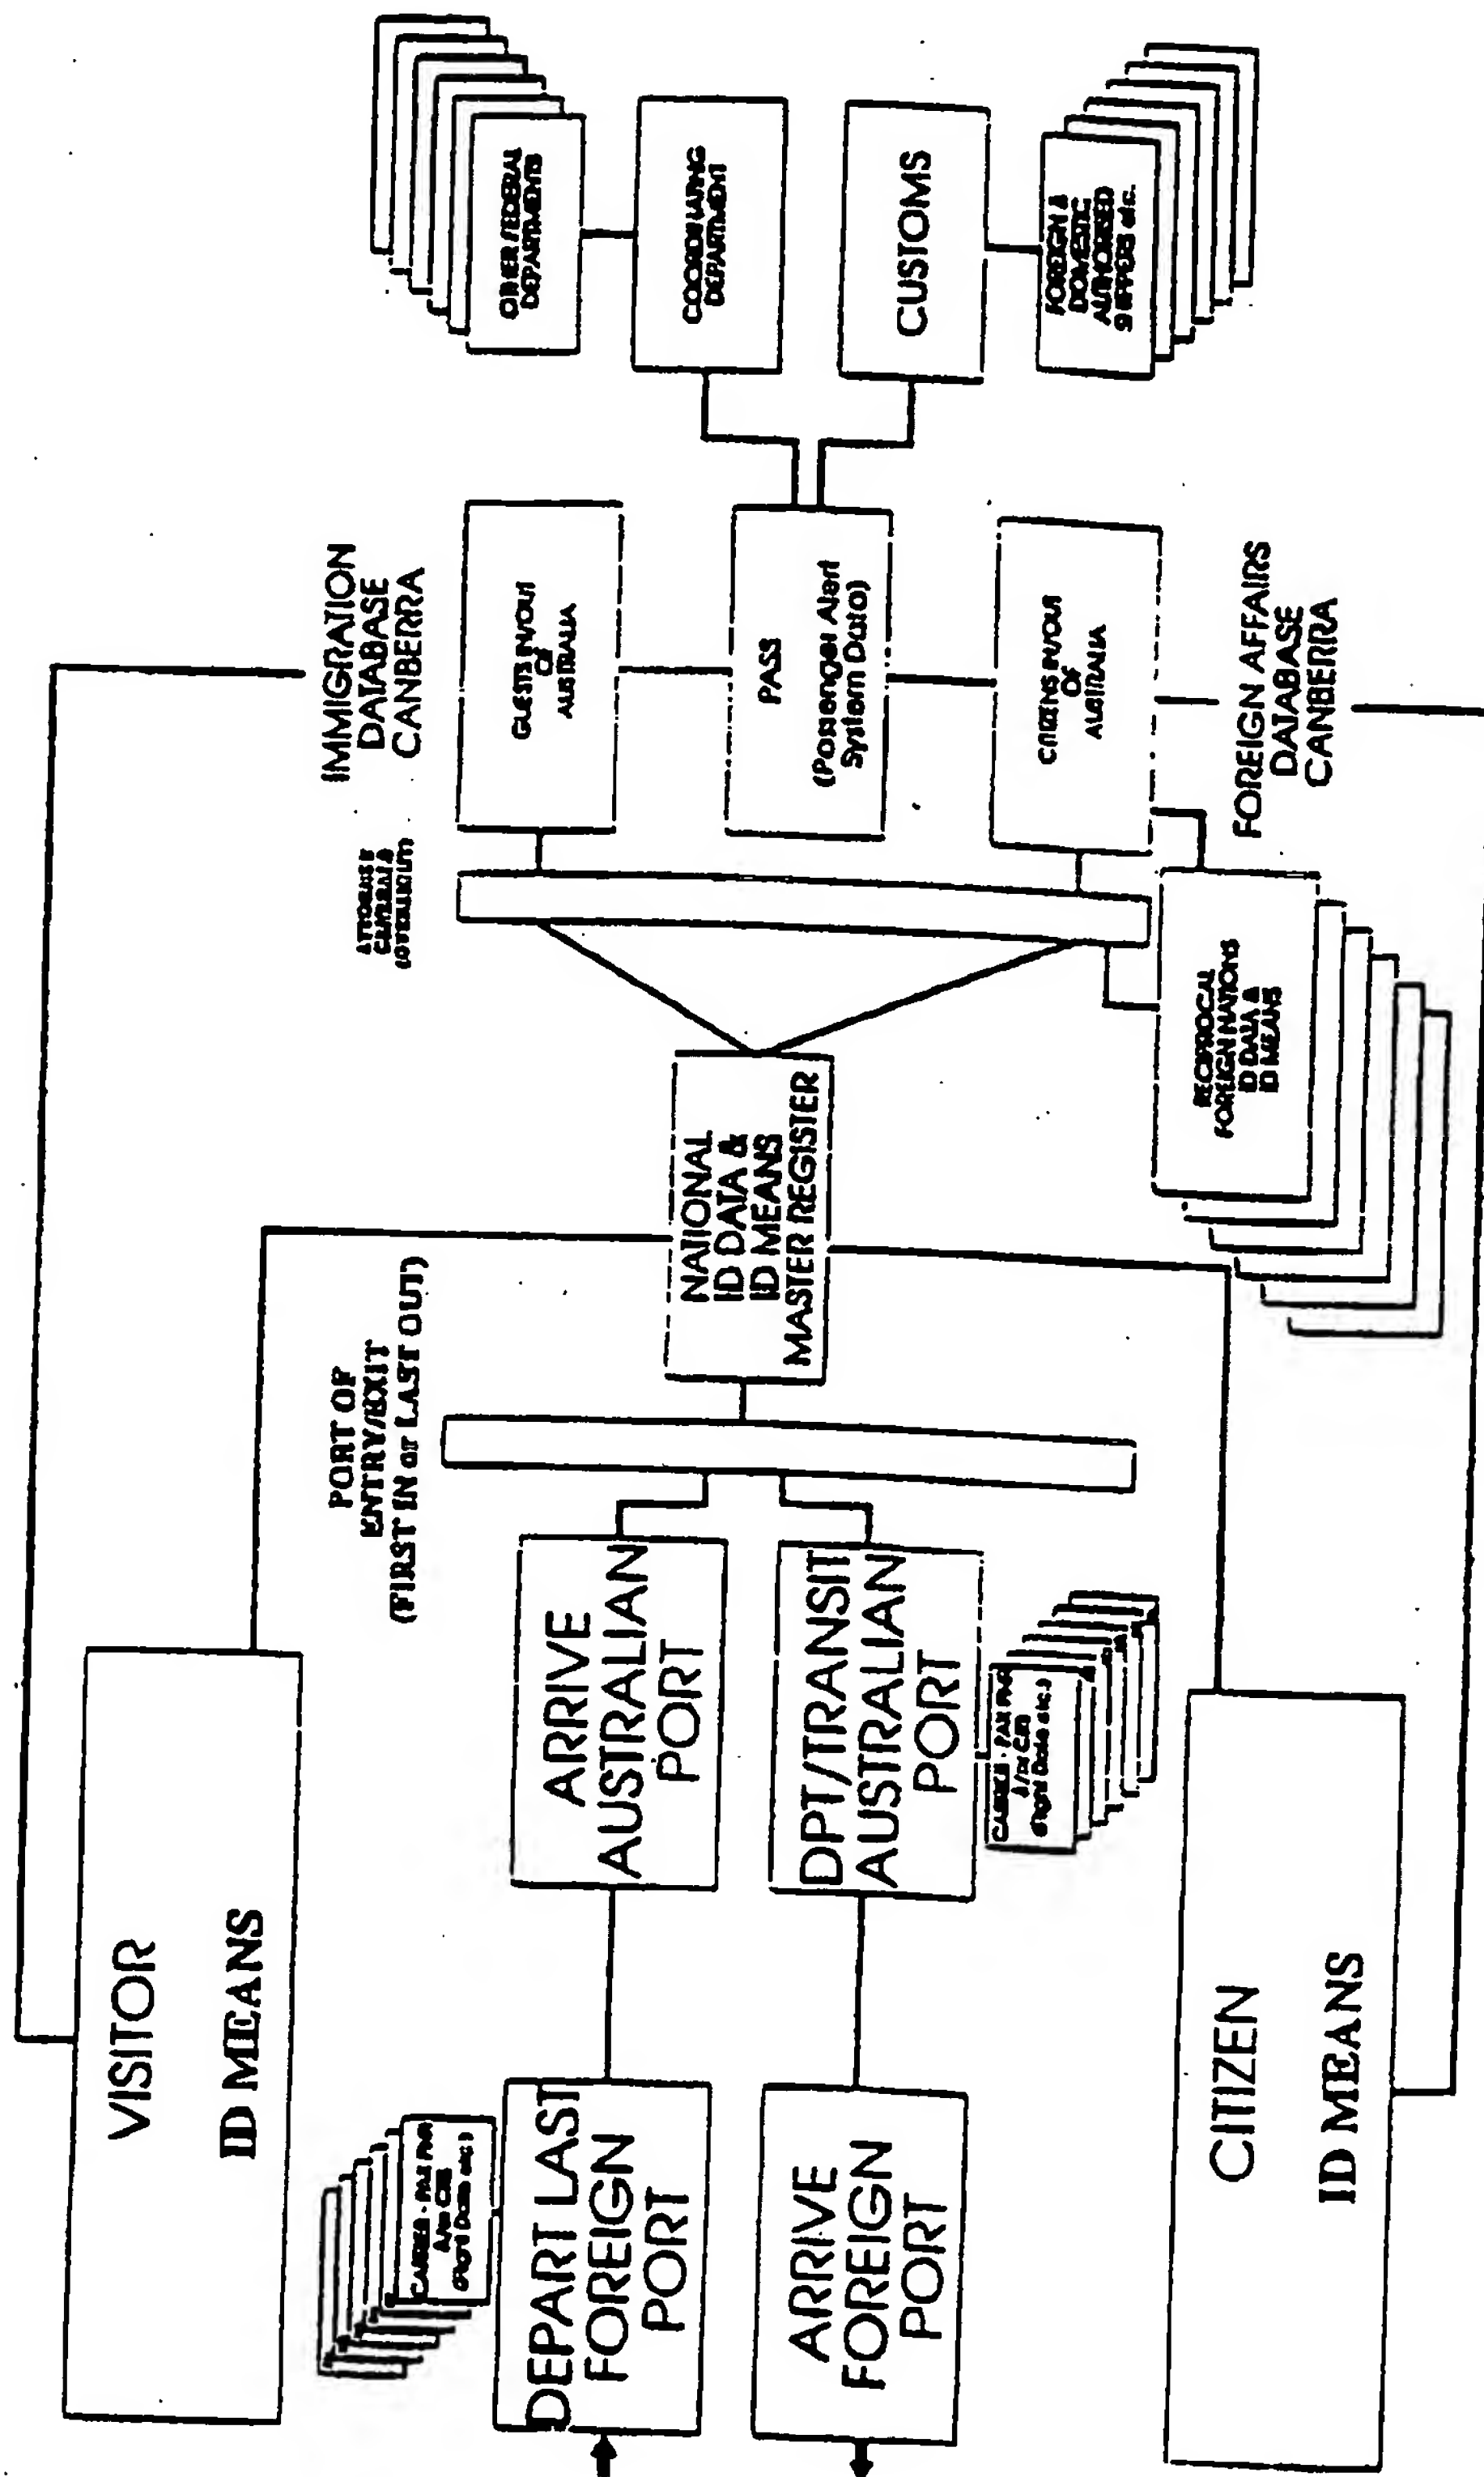 VISITOR
ID MEANS
IMMIGRATION
DATABASE
CANBERRA
PORT OF
ENTRY/EXIT
(FIRST IN or LAST OUT)
OTHER FEDERAL
DEPARTMENTS
GUESTS IN/OUT
OF
AUSTRALIA
DEPART LAST
FOREIGN
PORT
ARRIVE
AUSTRALIAN
PORT
COORDINATING
DEPARTMENT
NATIONAL
ID DATA &
ID MEANS
MASTER REGISTER
PASS
(Passenger Alert
System Data)
ARRIVE
FOREIGN
PORT
DPT/TRANSIT
AUSTRALIAN
PORT
CUSTOMS
CITIZENS IN/OUT
OF
AUSTRALIA
FOREIGN &
DOMESTIC
AUTHORISED
SHIPPERS etc.
RECIPROCAL
FOREIGN NATIONS
ID DATA &
ID MEANS
FOREIGN AFFAIRS
DATABASE
CANBERRA
CITIZEN
ID MEANS